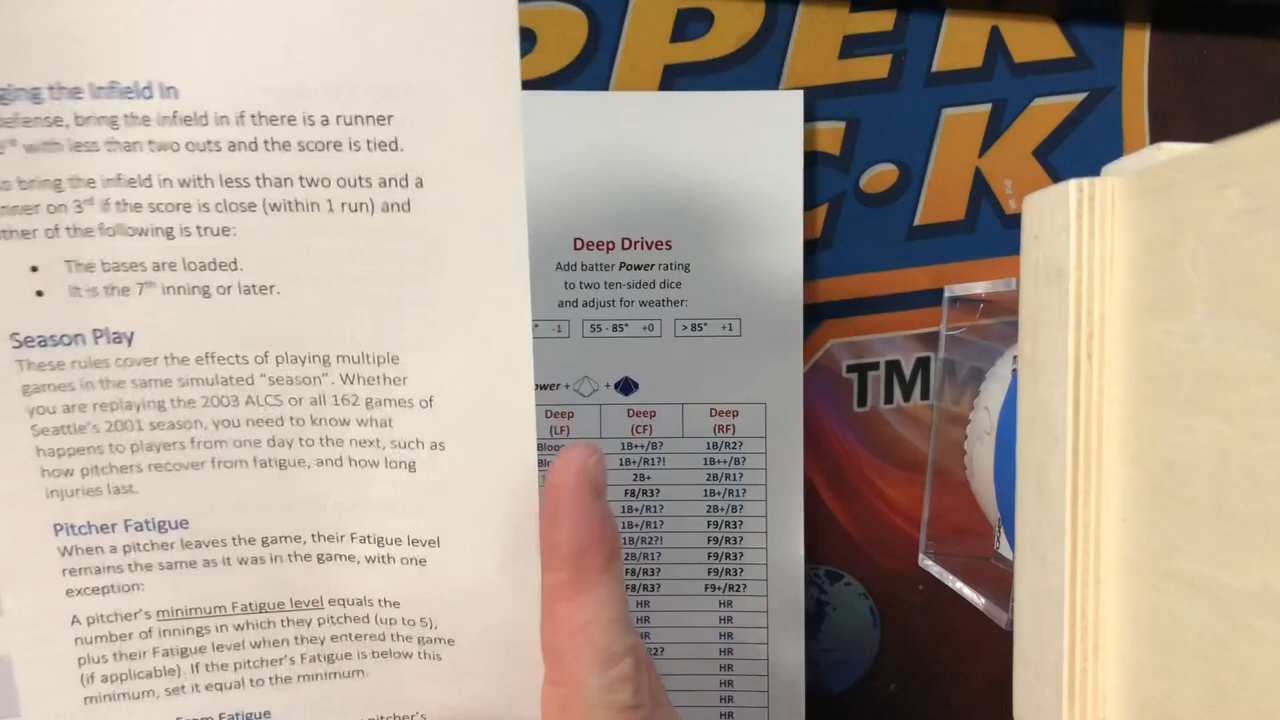 ging the Infield In
efense, bring the infield in if there is a runner
rd with less than two outs and the score is tied.
bring the infield in with less than two outs and a
nner on 3rd if the score is close (within 1 run) and
ther of the following is true:
• The bases are loaded.
• It is the 7th inning or later.
Season Play
These rules cover the effects of playing multiple
games in the same simulated “season”. Whether
you are replaying the 2003 ALCS or all 162 games of
Seattle’s 2001 season, you need to know what
happens to players from one day to the next, such as
how pitchers recover from fatigue, and how long
injuries last.
Pitcher Fatigue
When a pitcher leaves the game, their Fatigue level
remains the same as it was in the game, with one
exception:
A pitcher’s minimum Fatigue level equals the
number of innings in which they pitched (up to 5),
plus their Fatigue level when they entered the game
(if applicable). If the pitcher’s Fatigue is below this
minimum, set it equal to the minimum.
From Fatigue
pitcher’s
Deep Drives
Add batter Power rating
to two ten-sided dice
and adjust for weather:
° -1 55 - 85° +0 > 85° +1
ower + +
Deep Deep Deep
(LF) (CF) (RF)
1B++/B? 1B/R2?
1B+/R1?! 1B++/B?
2B+ 2B/R1?
F8/R3? 1B+/R1?
1B+/R1? 2B+/B?
1B+/R1? F9/R3?
1B/R2?! F9/R3?
2B/R1? F9/R3?
F8/R3? F9/R3?
F8/R3? F9+/R2?
HR HR
HR HR
HR HR
R2? HR
HR
HR
HR
HR
PER
C•K
TM